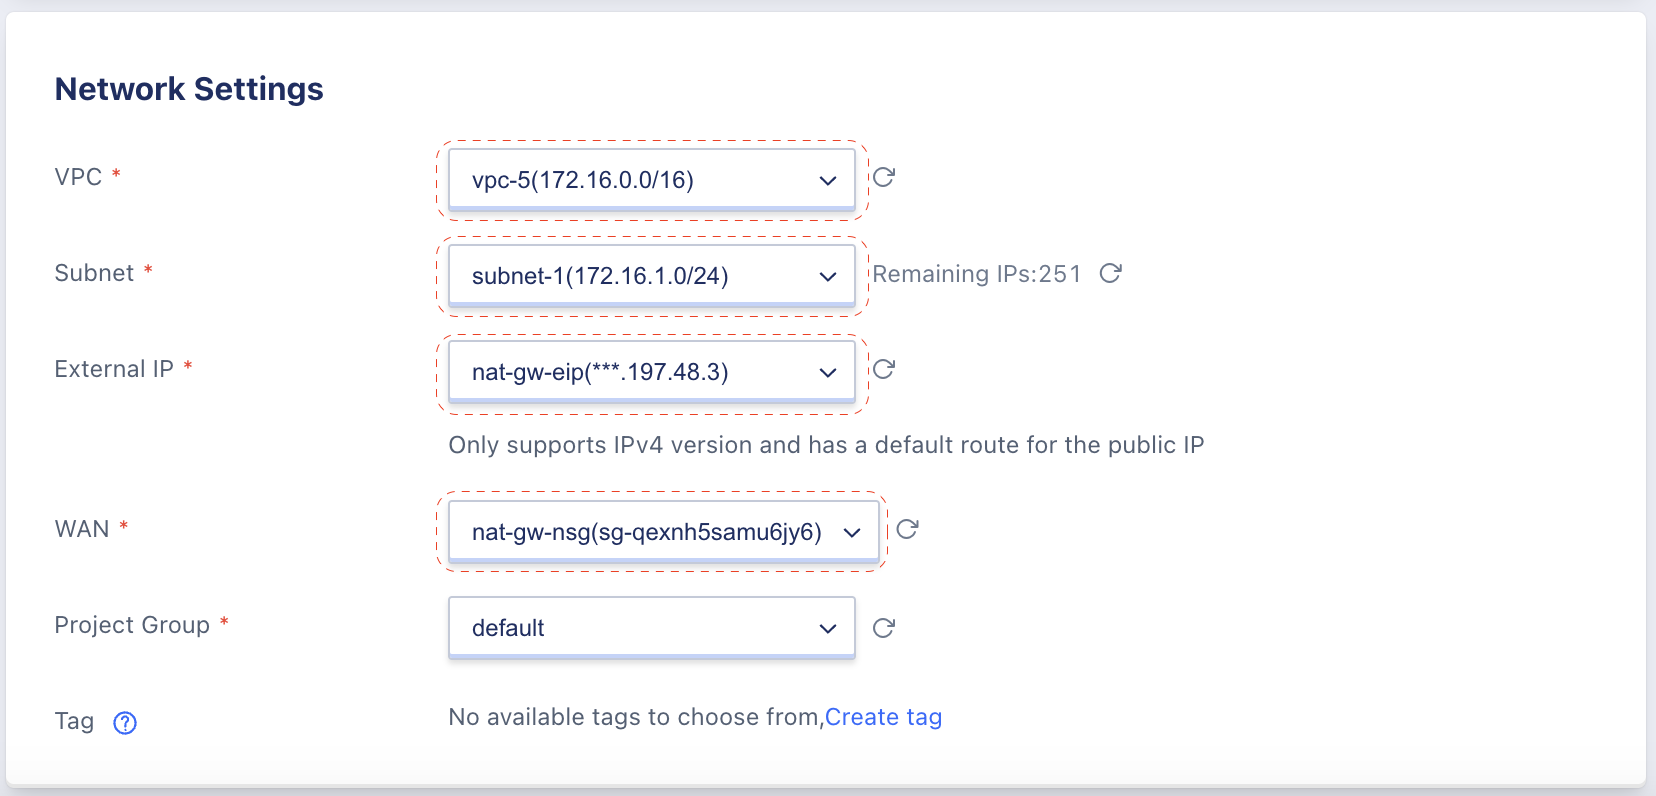 Network Settings
VPC *
vpc-5(172.16.0.0/16)
Subnet *
subnet-1(172.16.1.0/24)
Remaining IPs:251
External IP *
nat-gw-eip(***.197.48.3)
Only supports IPv4 version and has a default route for the public IP
WAN *
nat-gw-nsg(sg-qexnh5samu6jy6)
Project Group *
default
Tag ?
No available tags to choose from,Create tag